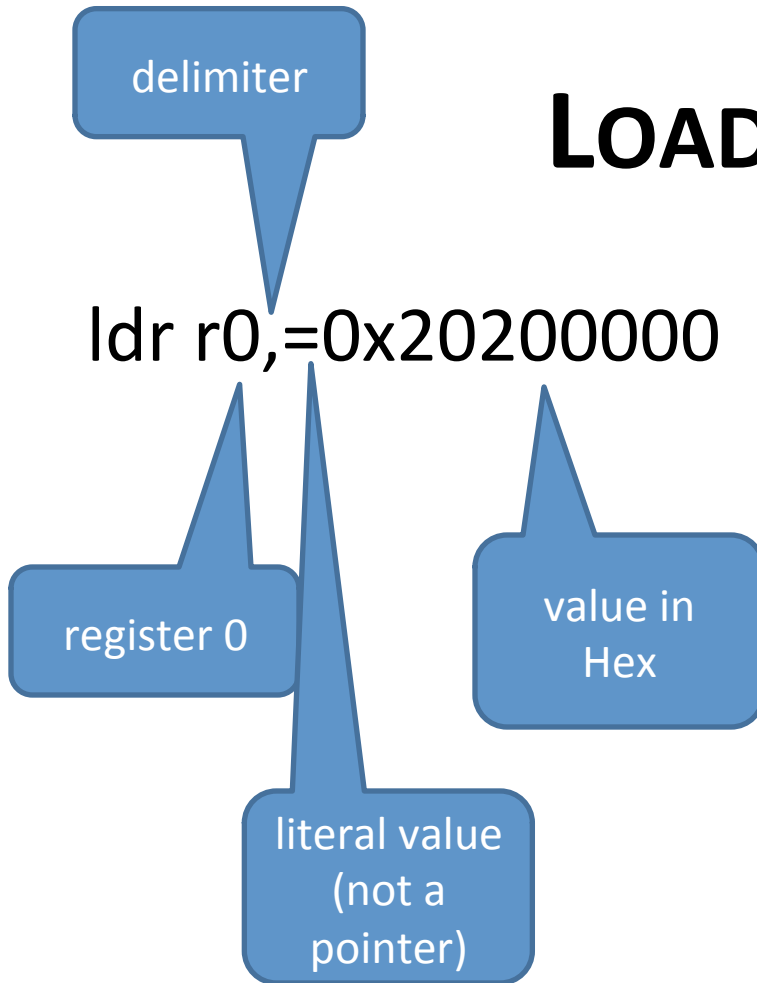 delimiter
LOAD
ldr r0,=0x20200000
register 0
value in
Hex
literal value
(not a
pointer)